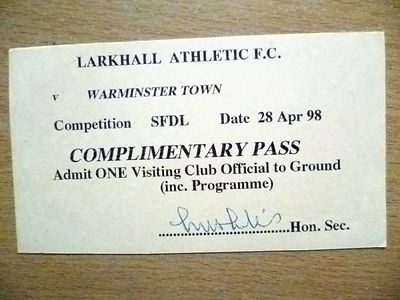 LARKHALL ATHLETIC F.C.
v WARMINSTER TOWN
Competition SFDL Date 28 Apr 98
COMPLIMENTARY PASS
Admit ONE Visiting Club Official to Ground
(inc. Programme)
..............................Hon. Sec.